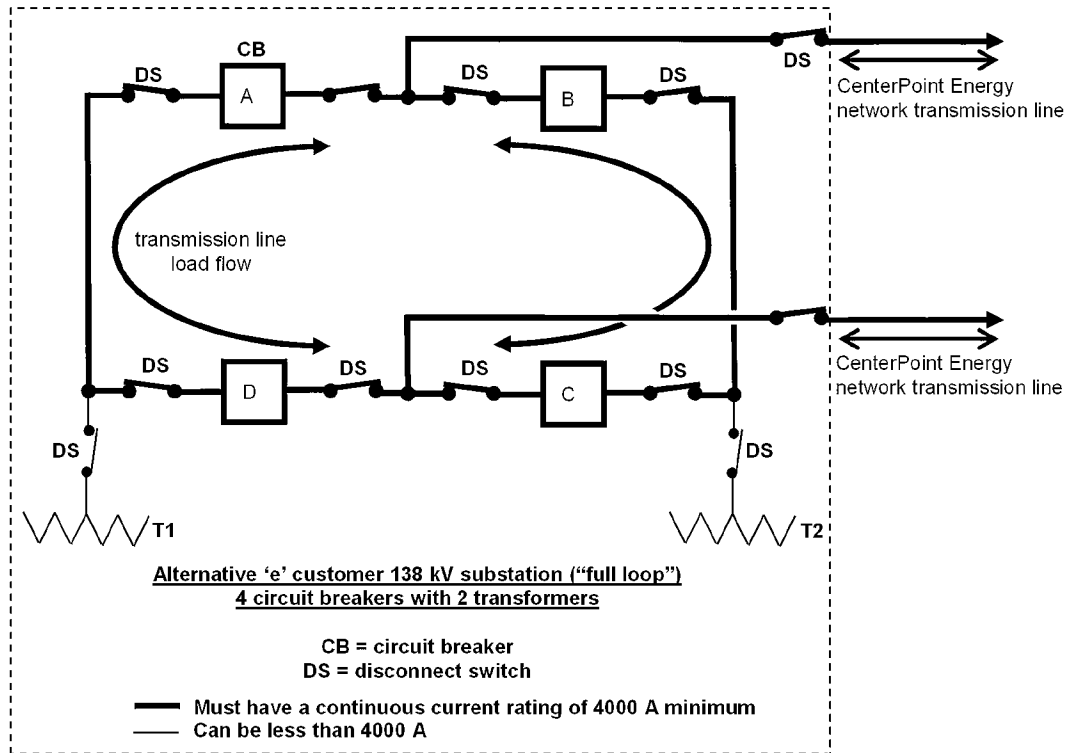 CB
DS
A
DS
B
DS
DS
CenterPoint Energy
network transmission line
transmission line
load flow
DS
D
DS
DS
C
DS
CenterPoint Energy
network transmission line
DS
DS
T1
T2
Alternative ‘e’ customer 138 kV substation (“full loop”)
4 circuit breakers with 2 transformers
CB = circuit breaker
DS = disconnect switch
Must have a continuous current rating of 4000 A minimum
Can be less than 4000 A